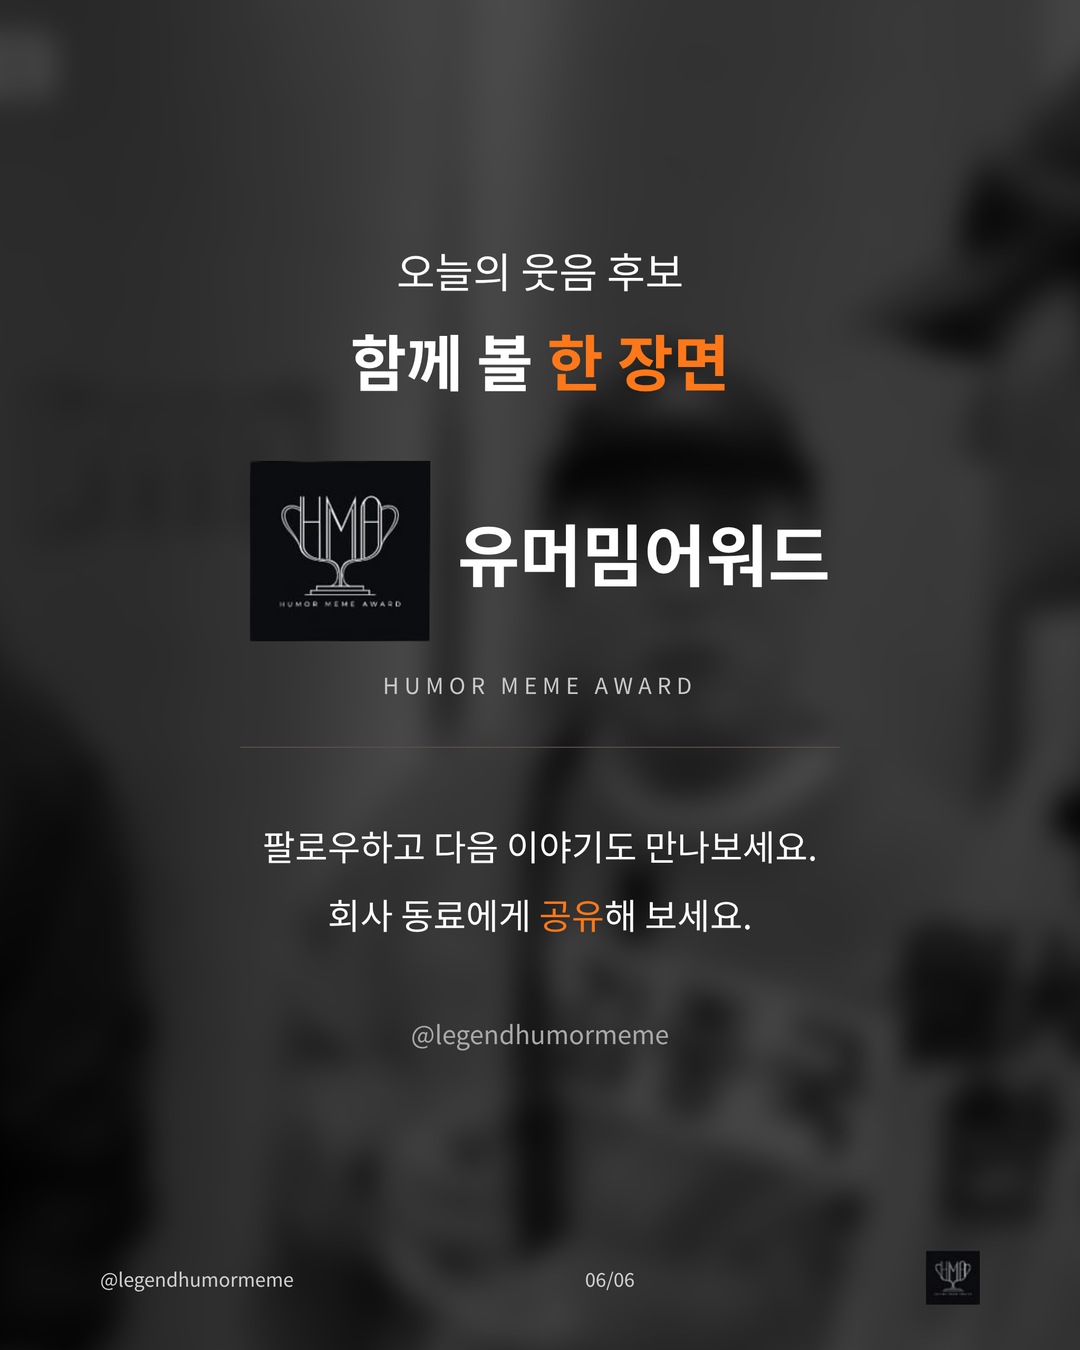 오늘의 웃음 후보
함께 볼 한 장면
HMA
HUMOR MEME AWARD
유머밈어워드
HUMOR MEME AWARD
팔로우하고 다음 이야기도 만나보세요.
회사 동료에게 공유해 보세요.
@legendhumormeme
@legendhumormeme
06/06
HMA